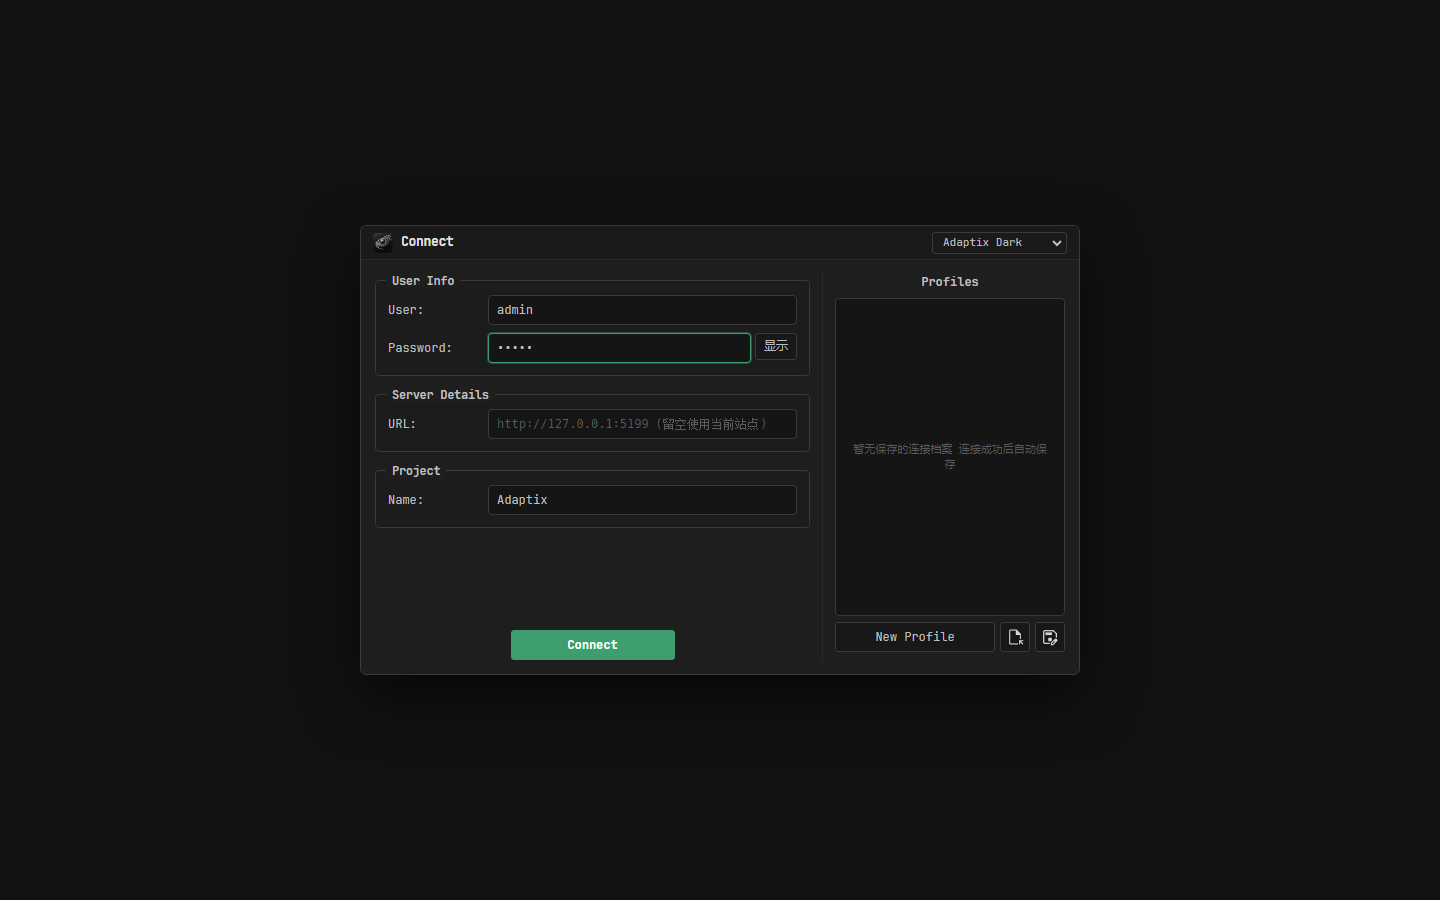 Connect
Adaptix Dark
User Info
User:
admin
Password:
•••••
显示
Server Details
URL:
http://127.0.0.1:5199 (留空使用当前站点)
Project
Name:
Adaptix
Connect
Profiles
暂无保存的连接档案 连接成功后自动保
存
New Profile